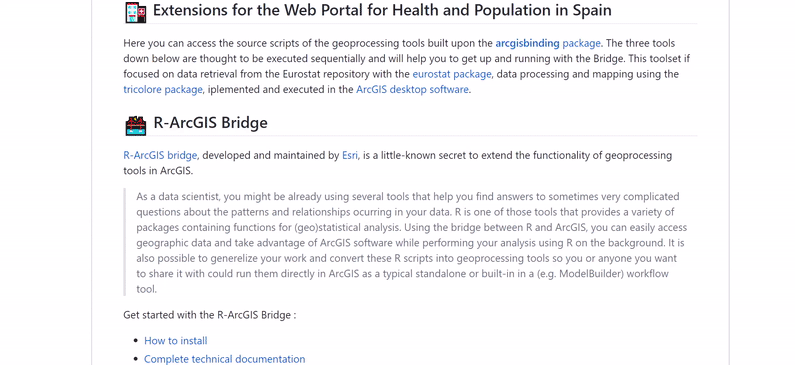 Extensions for the Web Portal for Health and Population in Spain
Here you can access the source scripts of the geoprocessing tools built upon the arcgisbinding package. The three tools
down below are thought to be executed sequentially and will help you to get up and running with the Bridge. This toolset if
focused on data retrieval from the Eurostat repository with the eurostat package, data processing and mapping using the
tricolore package, iplemented and executed in the ArcGIS desktop software.
R-ArcGIS Bridge
R-ArcGIS bridge, developed and maintained by Esri, is a little-known secret to extend the functionality of geoprocessing
tools in ArcGIS.
As a data scientist, you might be already using several tools that help you find answers to sometimes very complicated
questions about the patterns and relationships ocurring in your data. R is one of those tools that provides a variety of
packages containing functions for (geo)statistical analysis. Using the bridge between R and ArcGIS, you can easily access
geographic data and take advantage of ArcGIS software while performing your analysis using R on the background. It is
also possible to generelize your work and convert these R scripts into geoprocessing tools so you or anyone you want
to share it with could run them directly in ArcGIS as a typical standalone or built-in in a (e.g. ModelBuilder) workflow
tool.
Get started with the R-ArcGIS Bridge :
• How to install
• Complete technical documentation